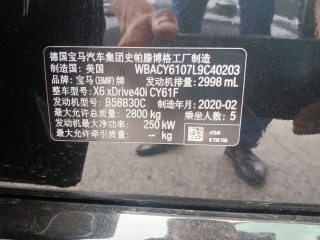 德国宝马汽车集团史帕滕博格工厂制造
制造国：美国 WBACY6107L9C40203
品牌：宝马(BMW)牌 发动机排量：2998 mL
整车型号：X6 xDrive40i CY61F
发动机型号：B58B30C 制造年月：2020-02
最大允许总质量：2800 kg 乘坐人数：5
发动机最大净功率：250 kW
最大允许牵引质量：-- kg